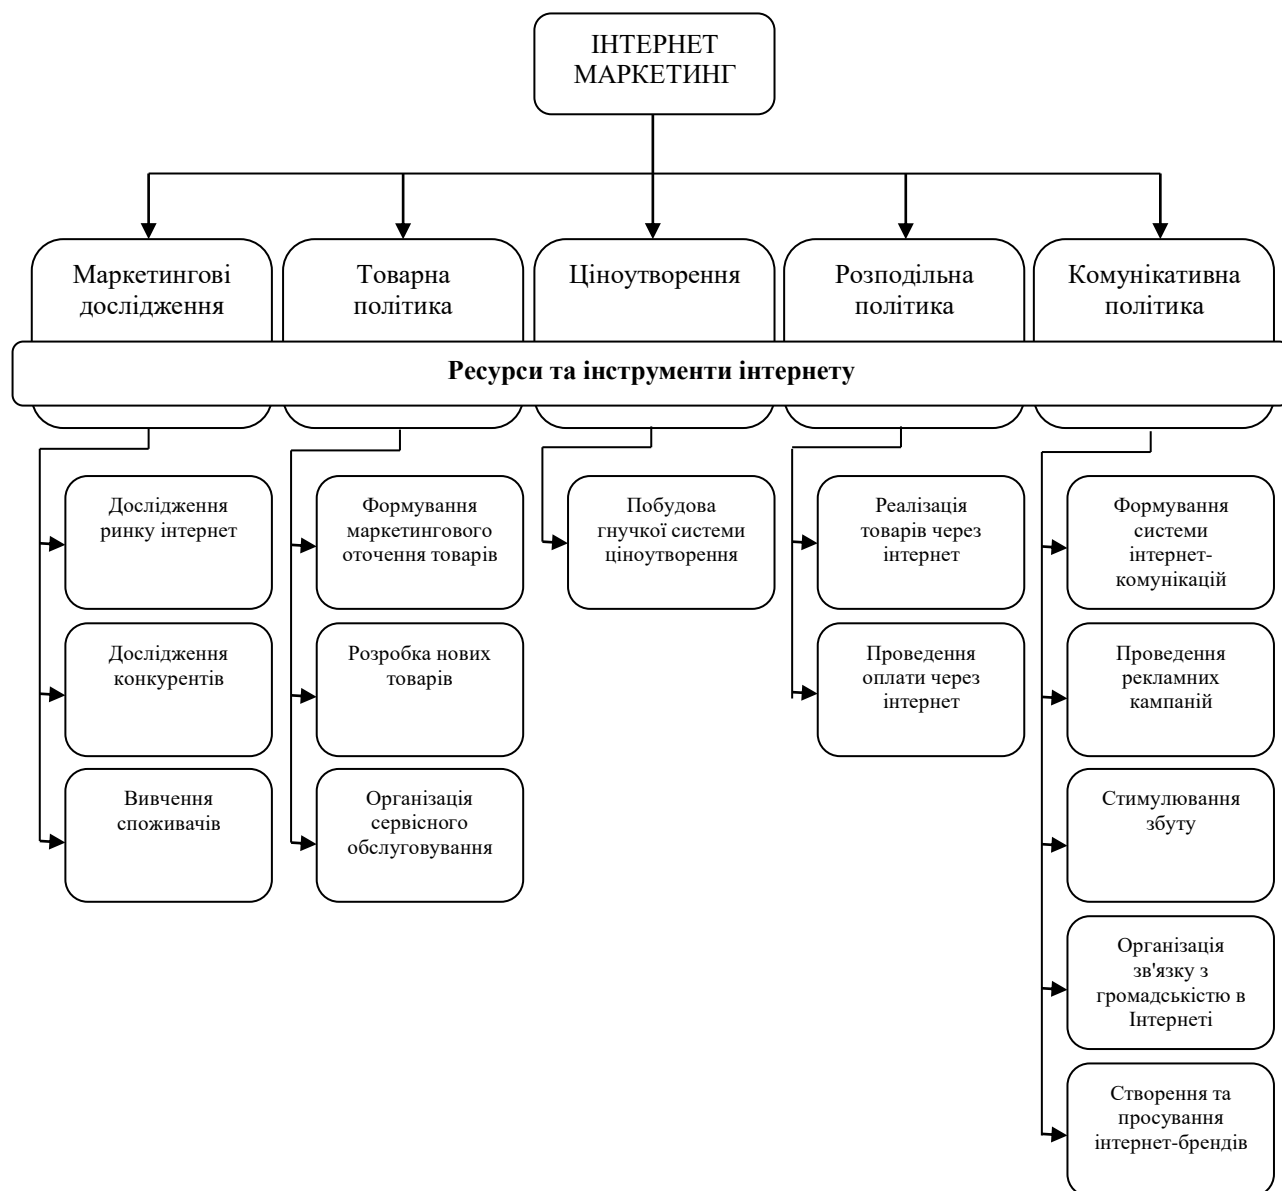 ІНТЕРНЕТ
МАРКЕТИНГ
Маркетингові
дослідження
Товарна
політика
Ціноутворення
Розподільна
політика
Комунікативна
політика
Ресурси та інструменти інтернету
Дослідження
ринку інтернет
Дослідження
конкурентів
Вивчення
споживачів
Формування
маркетингового
оточення товарів
Розробка нових
товарів
Організація
сервісного
обслуговування
Побудова
гнучкої системи
ціноутворення
Реалізація
товарів через
інтернет
Проведення
оплати через
інтернет
Формування
системи
інтернет-
комунікацій
Проведення
рекламних
кампаній
Стимулювання
збуту
Організація
зв'язку з
громадськістю в
Інтернеті
Створення та
просування
інтернет-брендів